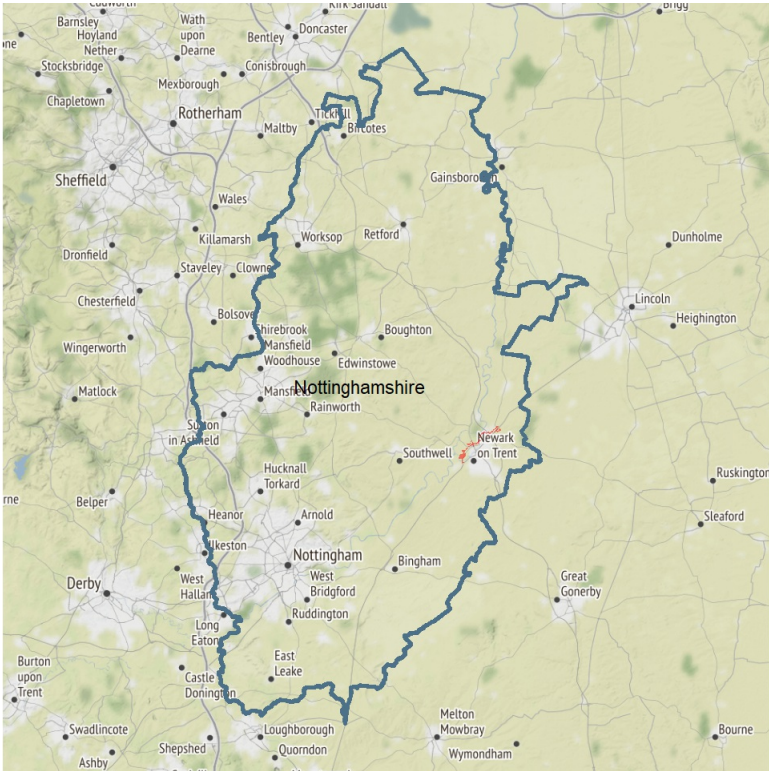 Barnsley
Hoyland
Nether
Wath
upon
Dearne
Bentley
Doncaster
Brigg
Stocksbridge
Mexborough
Conisbrough
Chapletown
Rotherham
Maltby
Bircotes
Sheffield
Gainsborough
Wales
Killamarsh
Worksop
Retford
Dunholme
Dronfield
Staveley
Clowne
Chesterfield
Lincoln
Bolsover
Shirebrook
Heighington
Wingerworth
Mansfield
Woodhouse
Boughton
Edwinstowe
Nottinghamshire
Matlock
Mansfield
Rainworth
Sutton
in Ashfield
Southwell
Newark
on Trent
Hucknall
Torkard
Ruskington
Belper
Heanor
Arnold
Sleaford
Ilkeston
Nottingham
West
Hallam
West
Bridgford
Bingham
Great
Gonerby
Derby
Ruddington
Long
Eaton
East
Leake
Castle
Donington
Burton
upon
Trent
Swadlincote
Shepshed
Loughborough
Melton
Mowbray
Bourne
Ashby
Quorndon
Wymondham